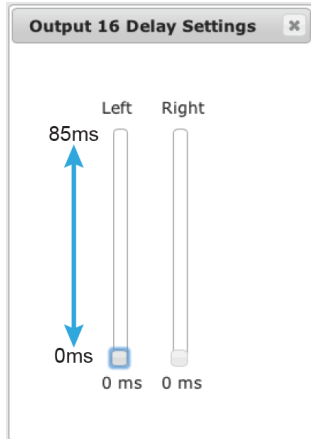 Output 16 Delay Settings
Left Right
85ms
0ms
0 ms 0 ms